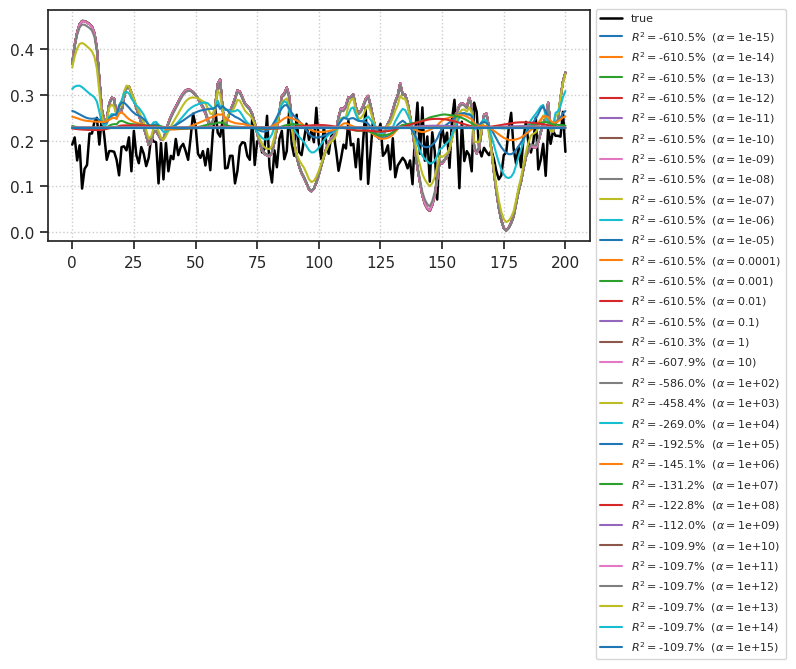 0.4
0.3
0.2
0.1
0.0
0 25 50 75 100 125 150 175 200
true
R² = -610.5% (α = 1e-15)
R² = -610.5% (α = 1e-14)
R² = -610.5% (α = 1e-13)
R² = -610.5% (α = 1e-12)
R² = -610.5% (α = 1e-11)
R² = -610.5% (α = 1e-10)
R² = -610.5% (α = 1e-09)
R² = -610.5% (α = 1e-08)
R² = -610.5% (α = 1e-07)
R² = -610.5% (α = 1e-06)
R² = -610.5% (α = 1e-05)
R² = -610.5% (α = 0.0001)
R² = -610.5% (α = 0.001)
R² = -610.5% (α = 0.01)
R² = -610.5% (α = 0.1)
R² = -610.3% (α = 1)
R² = -607.9% (α = 10)
R² = -586.0% (α = 1e+02)
R² = -458.4% (α = 1e+03)
R² = -269.0% (α = 1e+04)
R² = -192.5% (α = 1e+05)
R² = -145.1% (α = 1e+06)
R² = -131.2% (α = 1e+07)
R² = -122.8% (α = 1e+08)
R² = -112.0% (α = 1e+09)
R² = -109.9% (α = 1e+10)
R² = -109.7% (α = 1e+11)
R² = -109.7% (α = 1e+12)
R² = -109.7% (α = 1e+13)
R² = -109.7% (α = 1e+14)
R² = -109.7% (α = 1e+15)